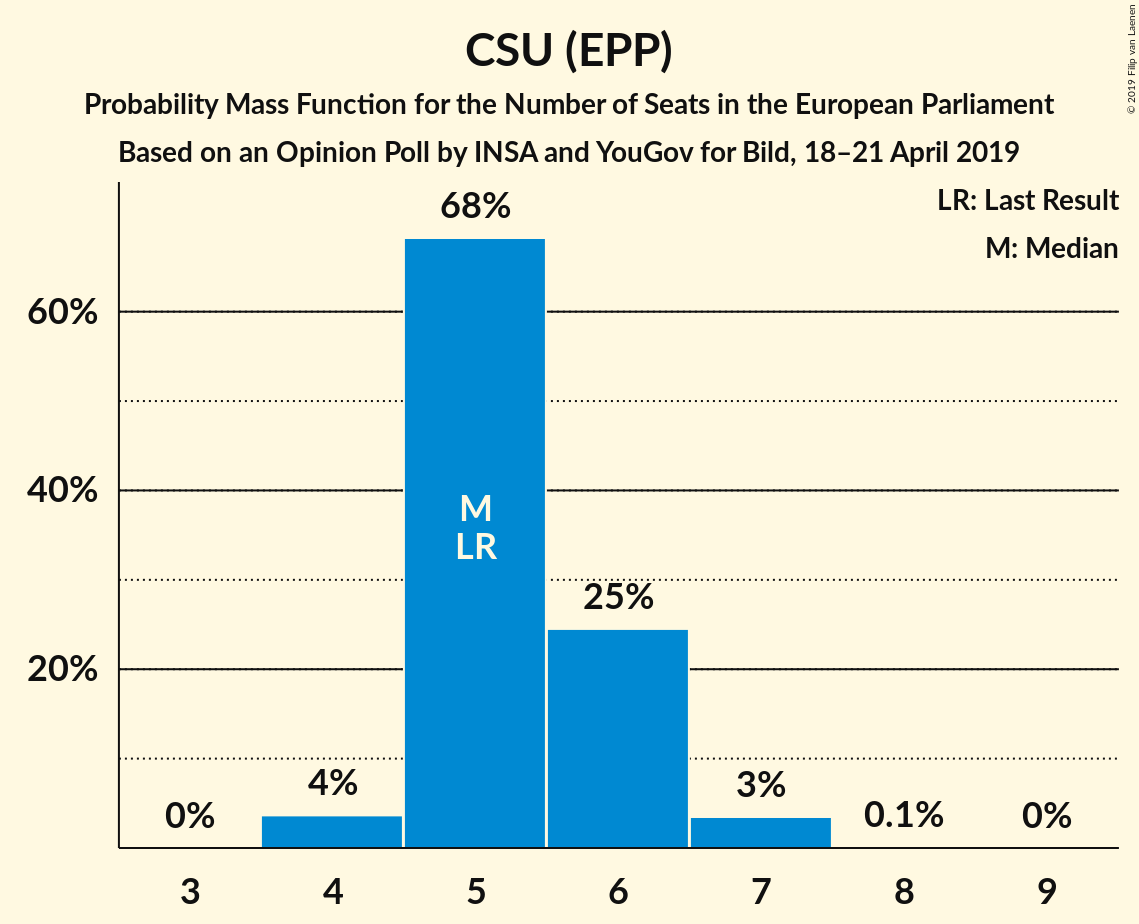 CSU (EPP)
Probability Mass Function for the Number of Seats in the European Parliament
Based on an Opinion Poll by INSA and YouGov for Bild, 18–21 April 2019
© 2019 Filip van Laenen
LR: Last Result
M: Median
68%
60%
40%
M
LR
25%
20%
0%
4%
3%
0.1%
0%
3
4
5
6
7
8
9